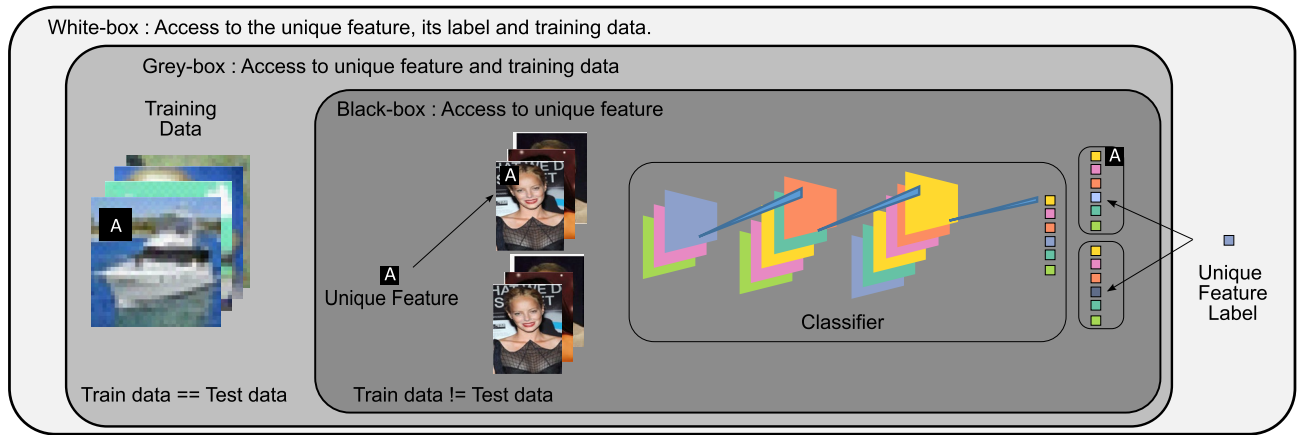 White-box : Access to the unique feature, its label and training data.
Grey-box : Access to unique feature and training data
Training
Data
Black-box : Access to unique feature
A
A
A
Unique Feature
A
Classifier
Unique
Feature
Label
Train data == Test data
Train data != Test data